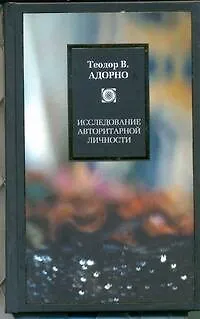 Теодор В.
АДОРНО
ИССЛЕДОВАНИЕ
АВТОРИТАРНОЙ
ЛИЧНОСТИ